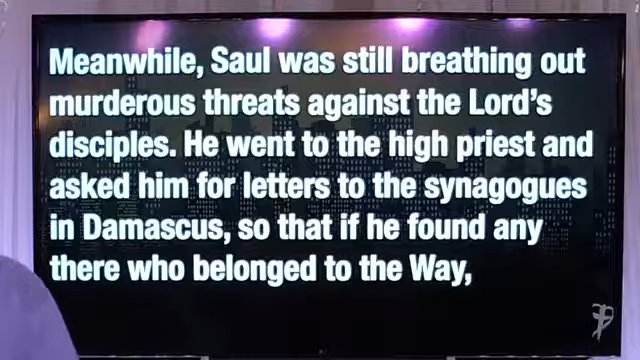 Meanwhile, Saul was still breathing out
murderous threats against the Lord's
disciples. He went to the high priest and
asked him for letters to the synagogues
in Damascus, so that if he found any
there who belonged to the Way,